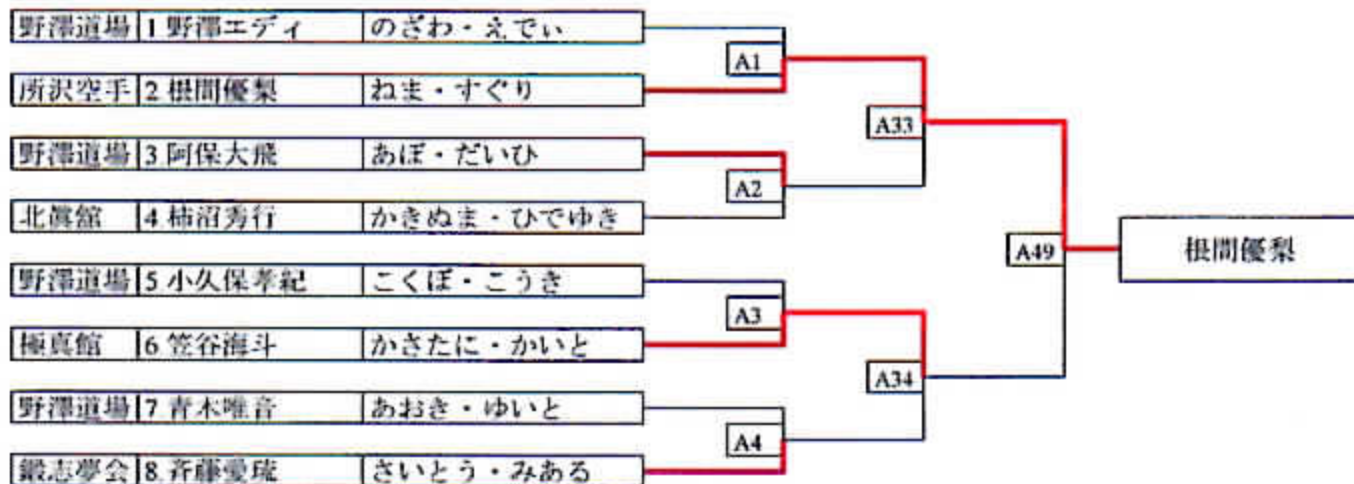 野澤道場 1 野澤エディ のざわ・えでぃ
A1
所沢空手 2 根間優梨 ねま・すぐり
A33
野澤道場 3 阿保大飛 あぼ・だいひ
A2
北眞館 4 柿沼秀行 かきぬま・ひでゆき
A49 根間優梨
野澤道場 5 小久保孝紀 こくぼ・こうき
A3
極真館 6 笠谷海斗 かさたに・かいと
A34
野澤道場 7 青木唯音 あおき・ゆいと
A4
鍛志夢会 8 斉藤愛琉 さいとう・みある